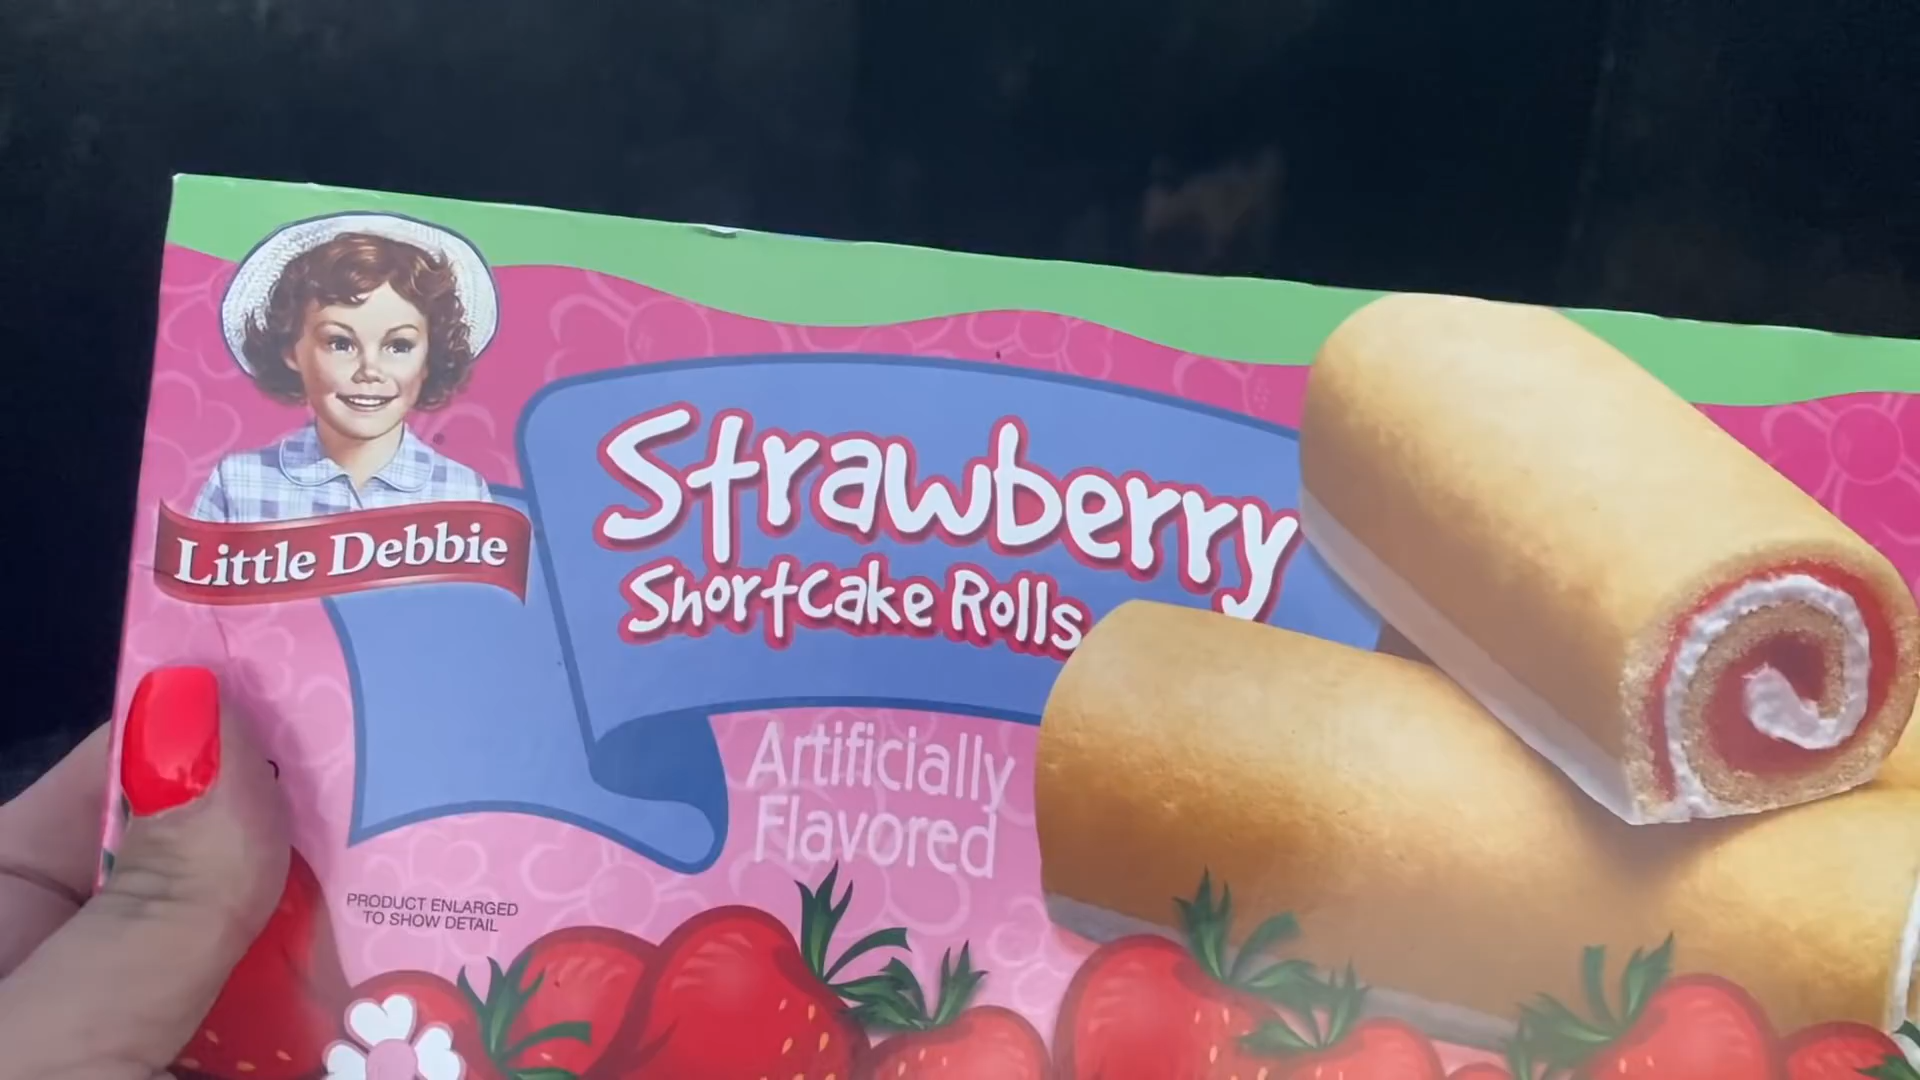 Little Debbie
Strawberry
Shortcake Rolls
Artificially
Flavored
PRODUCT ENLARGED
TO SHOW DETAIL